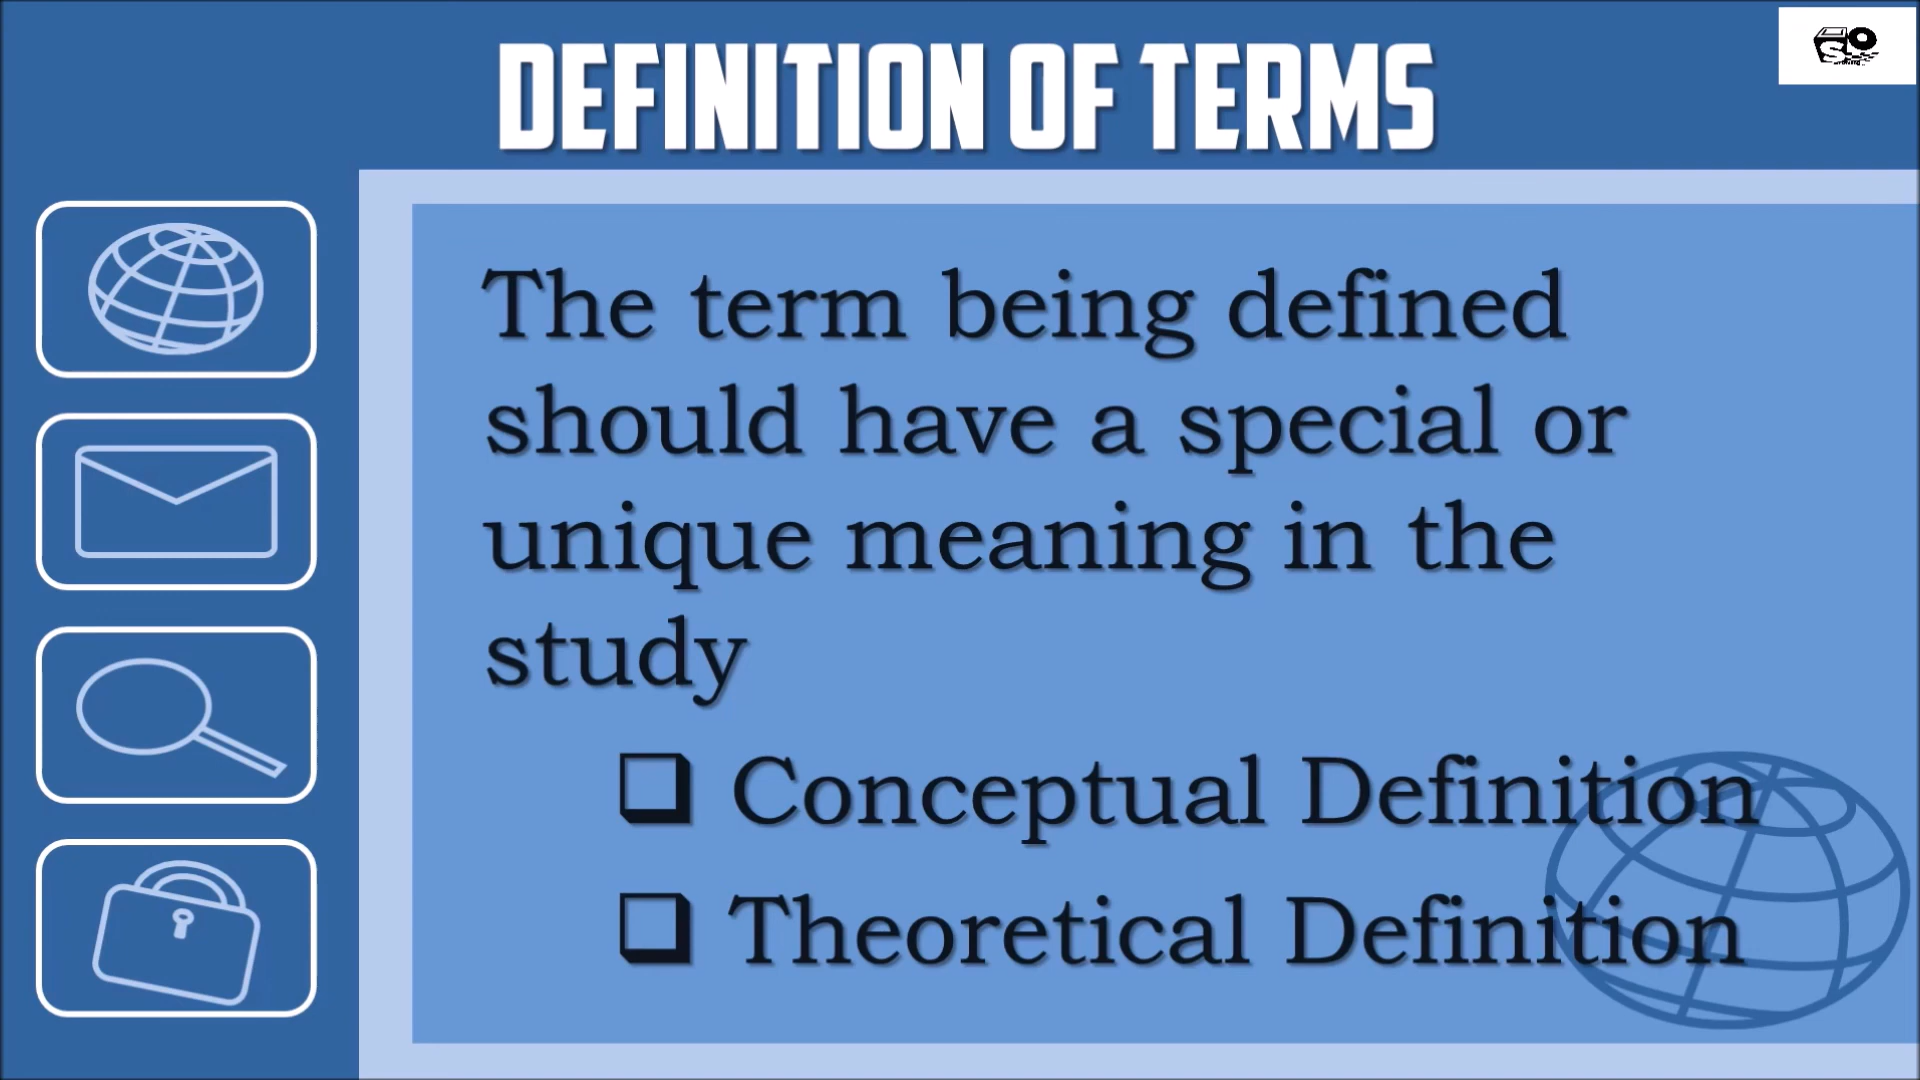 DEFINITION OF TERMS
The term being defined
should have a special or
unique meaning in the
study
❑ Conceptual Definition
❑ Theoretical Definition